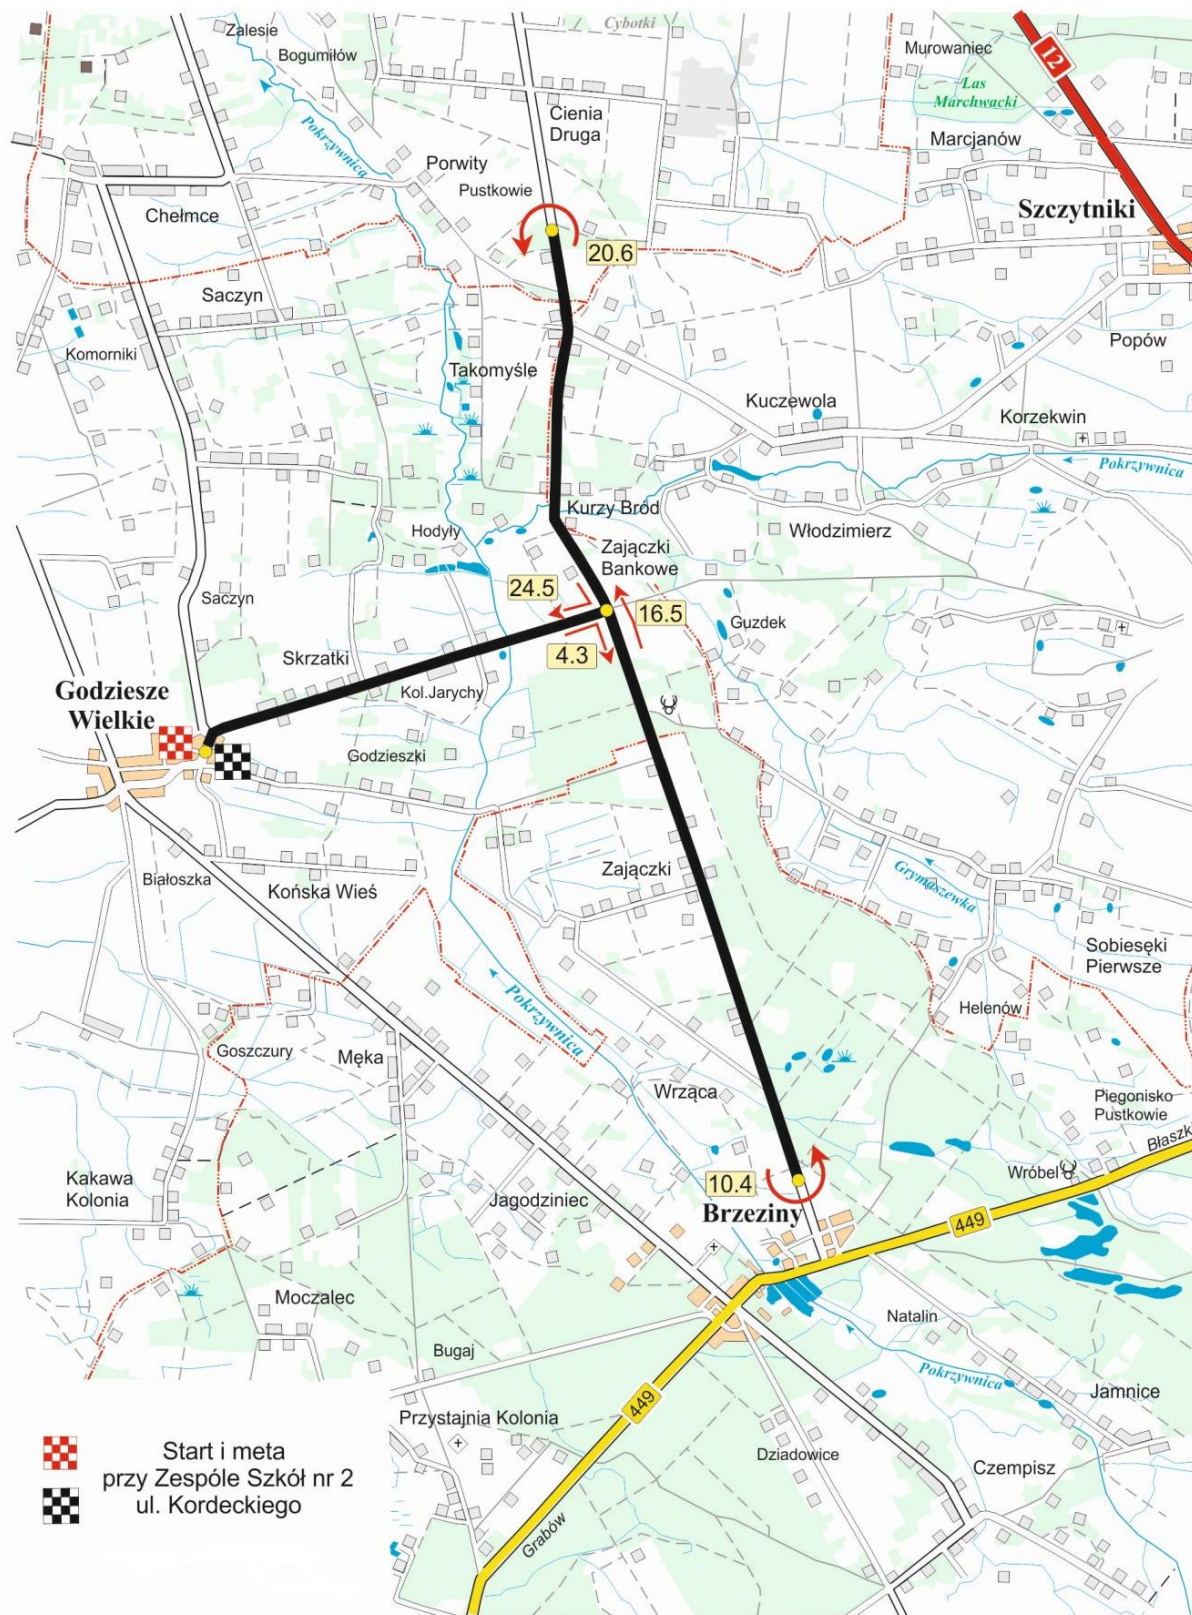 Cybotki
Zalesie
Bogumiłów
Murowaniec
12
Las
Marchwacki
Cienia
Druga
Pokrzywnica
Marcjanów
Porwity
Pustkowie
Chełmce
Szczytniki
20.6
Saczyn
Komorniki
Popów
Takomyśle
Kuczewola
Korzekwin
Pokrzywnica
Kurzy Bród
Hodyły
Włodzimierz
Zajączki
Bankowe
24.5
Saczyn
16.5
Guzdek
4.3
Skrzatki
Godziesze
Wielkie
Kol.Jarychy
Godzieszki
Zajączki
Białoszka
Końska Wieś
Grymaszewka
Sobiesęki
Pierwsze
Helenów
Pokrzywnica
Goszczury
Męka
Wrząca
Piegonisko
Pustkowie
Błaszk
Kakawa
Kolonia
Wróbel
10.4
Jagodziniec
Brzeziny
449
Moczalec
Natalin
Bugaj
Pokrzywnica
Jamnice
449
Przystajnia Kolonia
Dziadowice
Czempisz
Start i meta
przy Zespóle Szkół nr 2
ul. Kordeckiego
Grabów